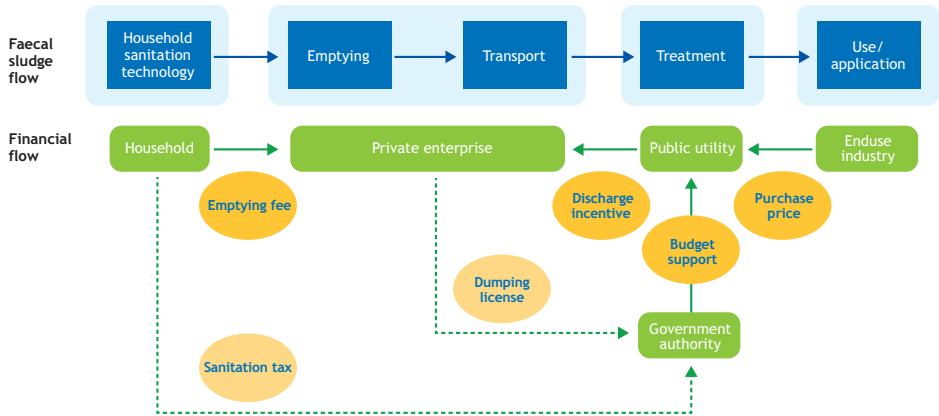 Faecal
sludge
flow
Household
sanitation
technology
Emptying
Transport
Treatment
Use/
application
Financial
flow
Household
Private enterprise
Public utility
Enduse
industry
Emptying fee
Discharge
incentive
Purchase
price
Budget
support
Dumping
license
Government
authority
Sanitation tax